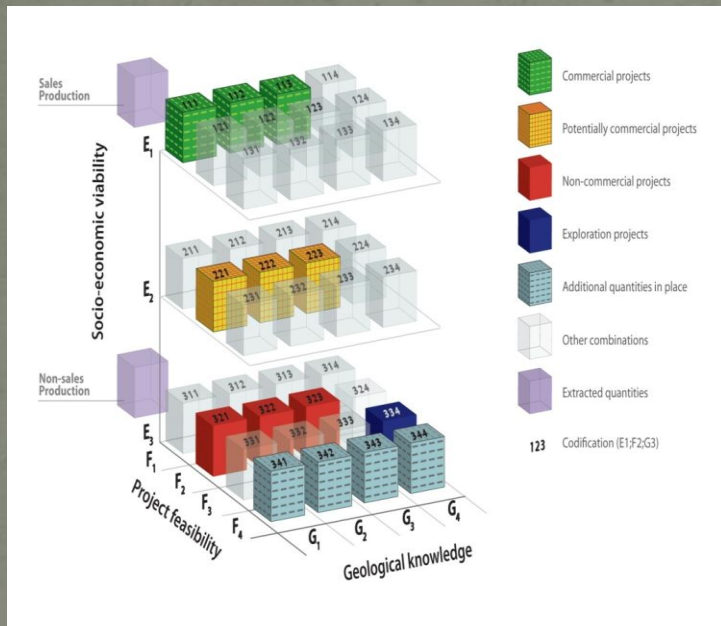 Sales
Production
Non-sales
Production
Socio-economic viability
E1
E2
E3
111
112
113
114
121
122
123
124
131
132
133
134
211
212
213
214
221
222
223
224
231
232
233
234
311
312
313
314
321
322
323
324
331
332
333
334
341
342
343
344
F1
F2
F3
F4
Project feasibility
G1
G2
G3
G4
Geological knowledge
Commercial projects
Potentially commercial projects
Non-commercial projects
Exploration projects
Additional quantities in place
Other combinations
Extracted quantities
123 Codification (E1;F2;G3)